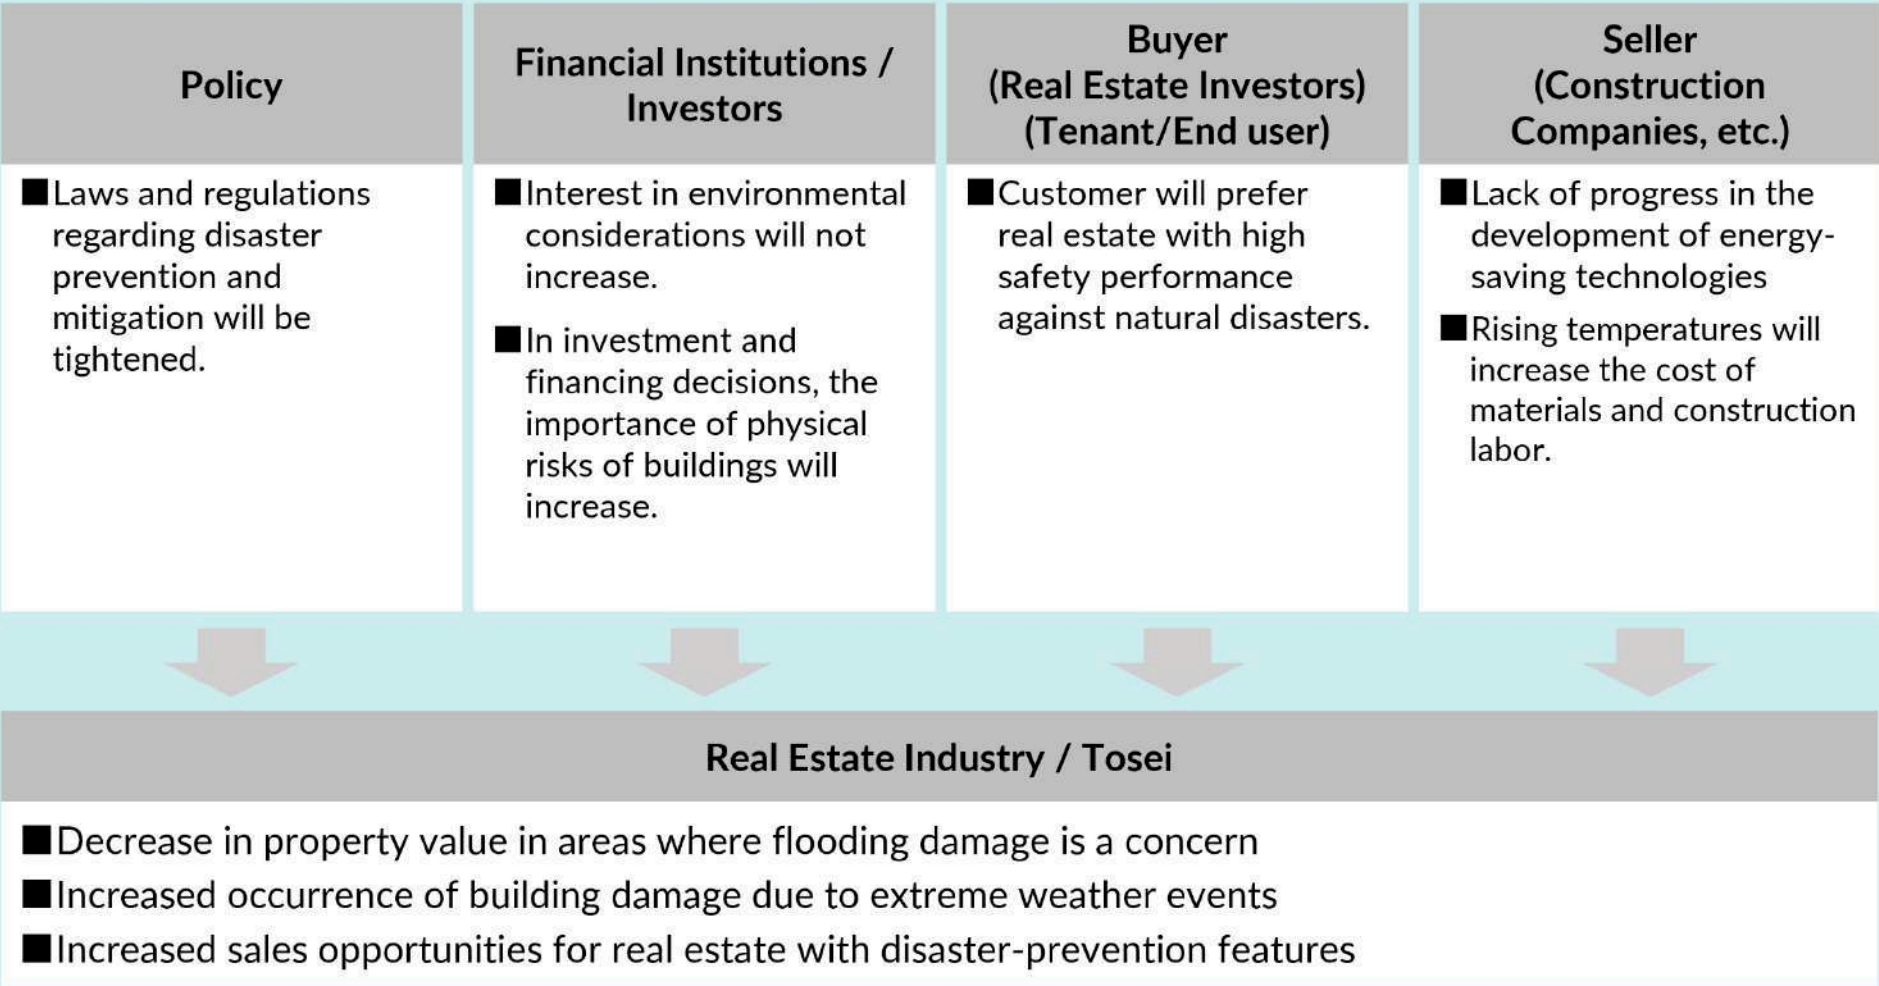 Policy
■Laws and regulations
regarding disaster
prevention and
mitigation will be
tightened.
Financial Institutions /
Investors
■Interest in environmental
considerations will not
increase.
■In investment and
financing decisions, the
importance of physical
risks of buildings will
increase.
Buyer
(Real Estate Investors)
(Tenant/End user)
■Customer will prefer
real estate with high
safety performance
against natural disasters.
Seller
(Construction
Companies, etc.)
■Lack of progress in the
development of energy-
saving technologies
■Rising temperatures will
increase the cost of
materials and construction
labor.
Real Estate Industry / Tosei
■Decrease in property value in areas where flooding damage is a concern
■Increased occurrence of building damage due to extreme weather events
■Increased sales opportunities for real estate with disaster-prevention features